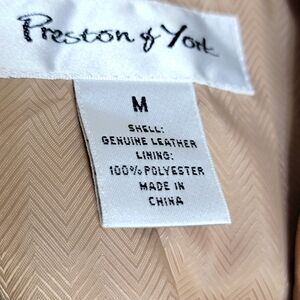 Preston & York
M
SHELL:
GENUINE LEATHER
LINING:
100% POLYESTER
MADE IN
CHINA